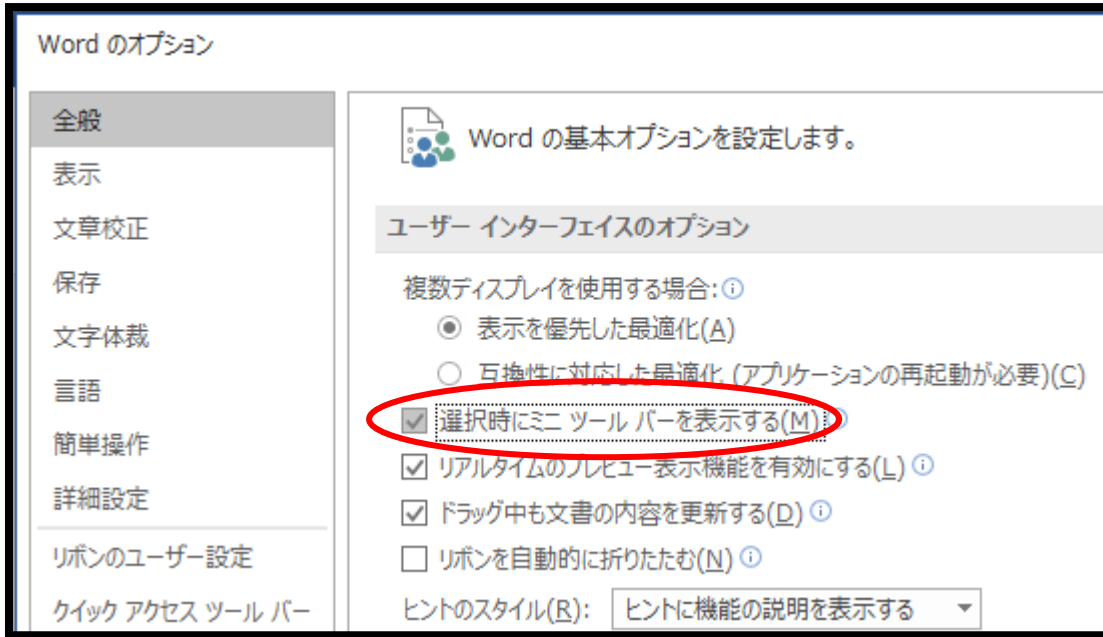 Word のオプション
全般
表示
文章校正
保存
文字体裁
言語
簡単操作
詳細設定
リボンのユーザー設定
クイック アクセス ツール バー
Word の基本オプションを設定します。
ユーザー インターフェイスのオプション
複数ディスプレイを使用する場合:
表示を優先した最適化(A)
互換性に対応した最適化 (アプリケーションの再起動が必要)(C)
選択時にミニ ツール バーを表示する(M)
リアルタイムのプレビュー表示機能を有効にする(L)
ドラッグ中も文書の内容を更新する(D)
リボンを自動的に折りたたむ(N)
ヒントのスタイル(R): ヒントに機能の説明を表示する